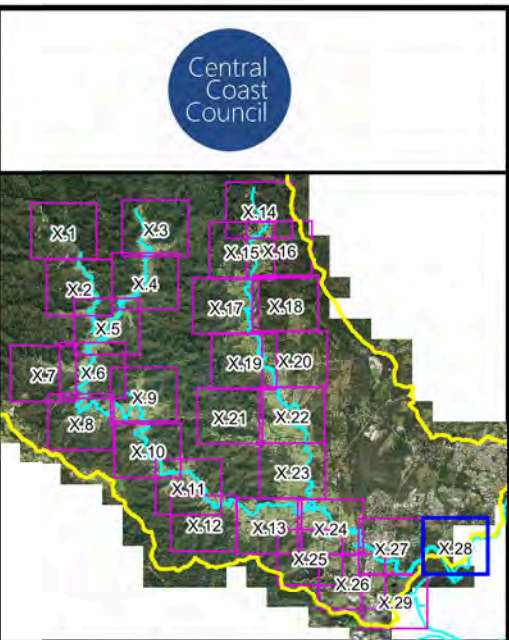 Central
Coast
Council
X.14
X.1
X.3
X.15
X.16
X.2
X.4
X.17
X.18
X.5
X.19
X.20
X.7
X.6
X.9
X.21
X.22
X.8
X.10
X.23
X.11
X.12
X.13
X.24
X.27
X.28
X.25
X.26
X.29